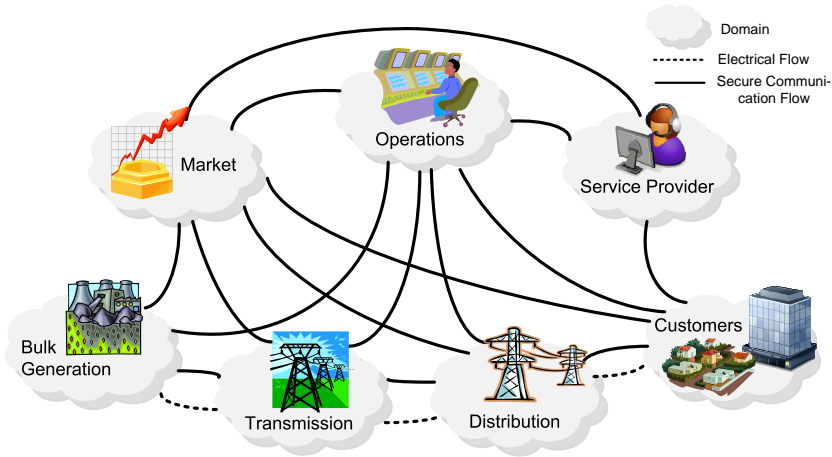 Domain
Electrical Flow
Secure Communi-
cation Flow
Operations
Market
Service Provider
Customers
Bulk
Generation
Transmission
Distribution